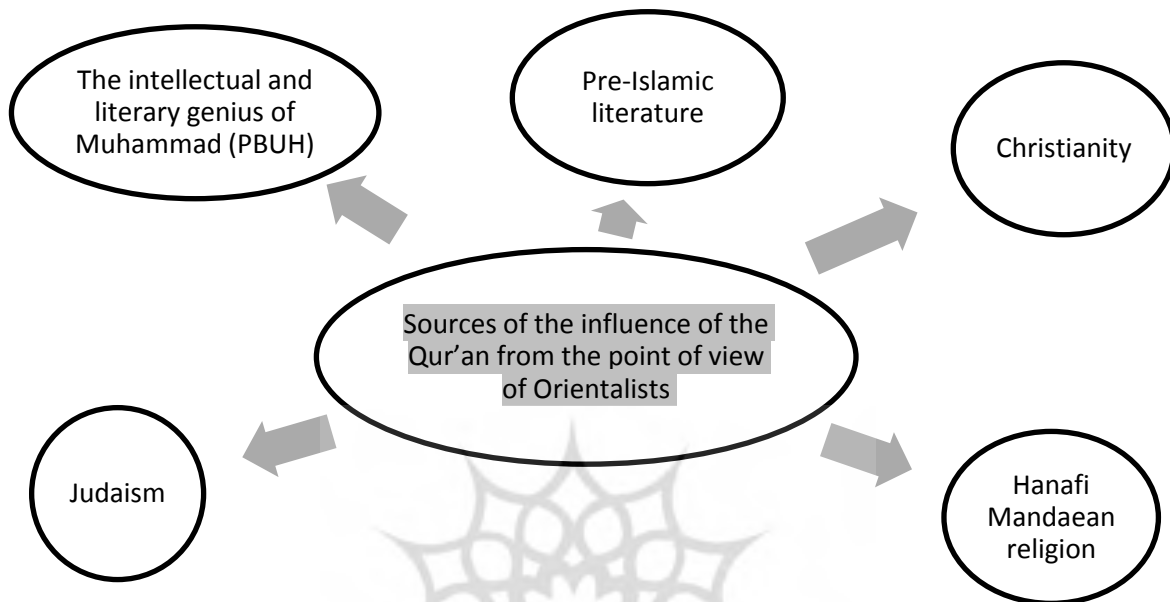 The intellectual and
literary genius of
Muhammad (PBUH)
Pre-Islamic
literature
Christianity
Sources of the influence of the
Qur’an from the point of view
of Orientalists
Judaism
Hanafi
Mandaean
religion